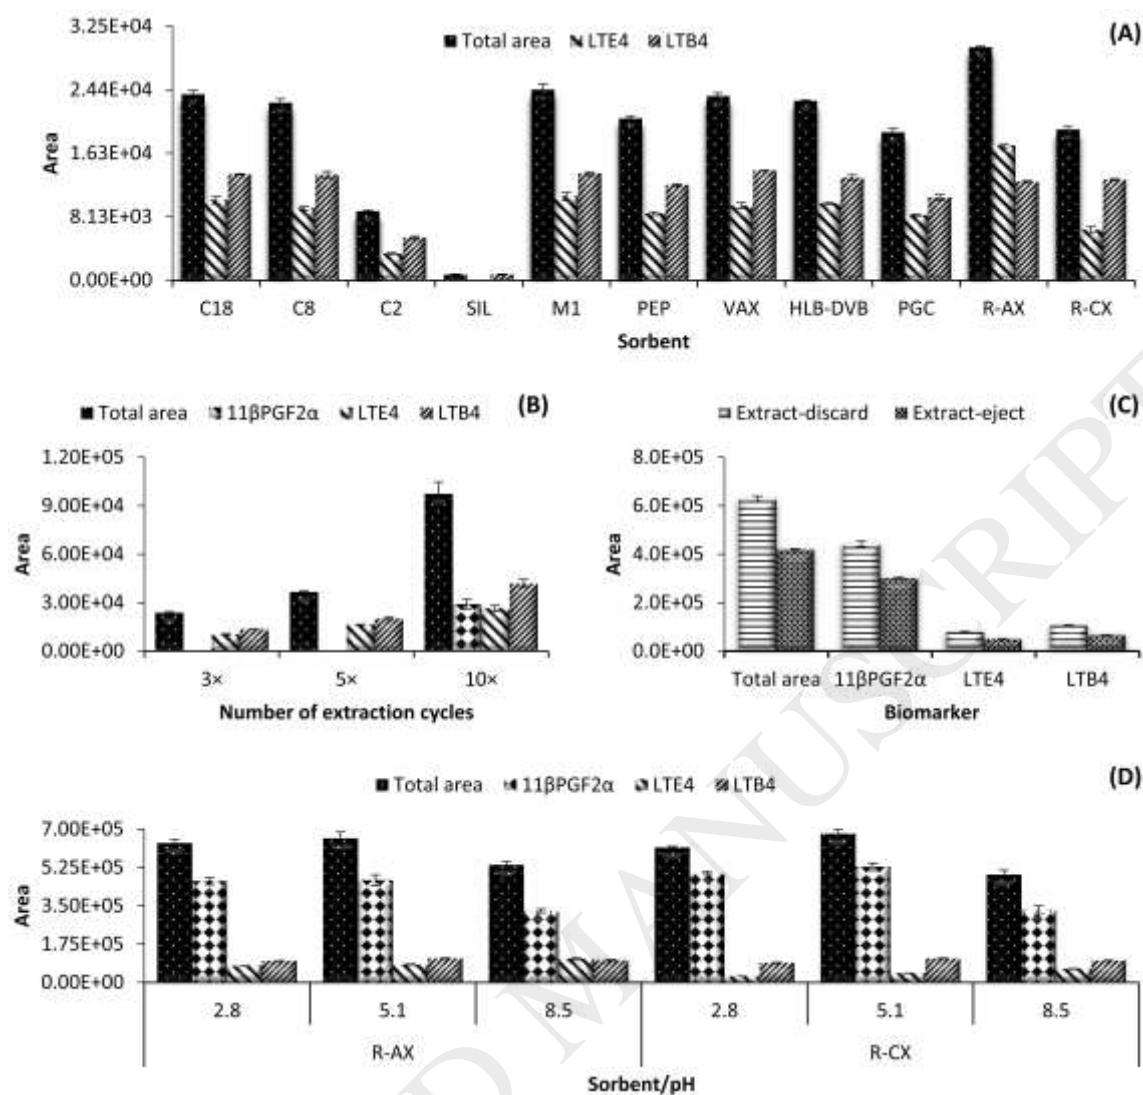 (A)
■ Total area LTE4 LTB4
3.25E+04
2.44E+04
1.63E+04
8.13E+03
0.00E+00
Area
C18 C8 C2 SIL M1 PEP VAX HLB-DVB PGC R-AX R-CX
Sorbent
Total area 11βPGF2α LTE4 LTB4 (B)
1.20E+05
9.00E+04
6.00E+04
3.00E+04
0.00E+00
Area
3× 5× 10×
Number of extraction cycles
Extract-discard Extract-eject (C)
8.0E+05
6.0E+05
4.0E+05
2.0E+05
0.0E+00
Area
Total area 11βPGF2α LTE4 LTB4
Biomarker
(D)
Total area 11βPGF2α LTE4 LTB4
7.00E+05
5.25E+05
3.50E+05
1.75E+05
0.00E+00
Area
2.8 5.1 8.5 2.8 5.1 8.5
R-AX R-CX
Sorbent/pH
D MANUSCRIPT